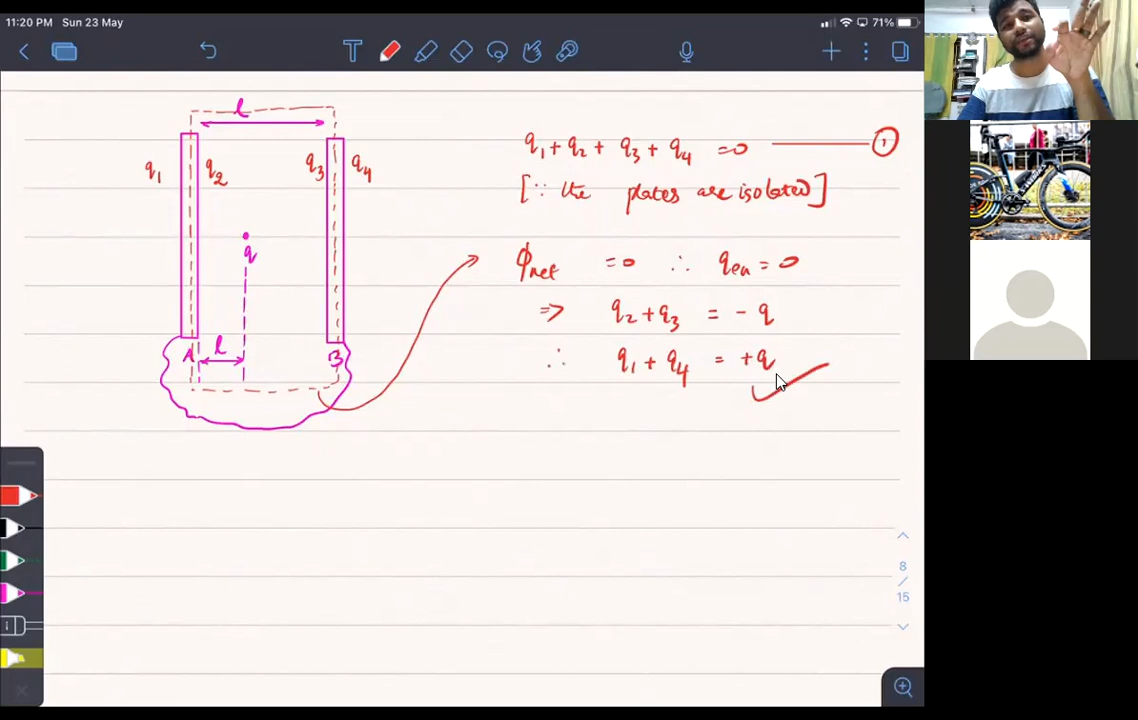 11:20 PM Sun 23 May
71%
T
l
q1 q2 q3 q4
q
A l B
q1 + q2 + q3 + q4 = 0 ①
[∵ the plates are isolated]
ϕnet = 0 ∴ qen = 0
⇒ q2 + q3 = - q
∴ q1 + q4 = + q
8
/
15